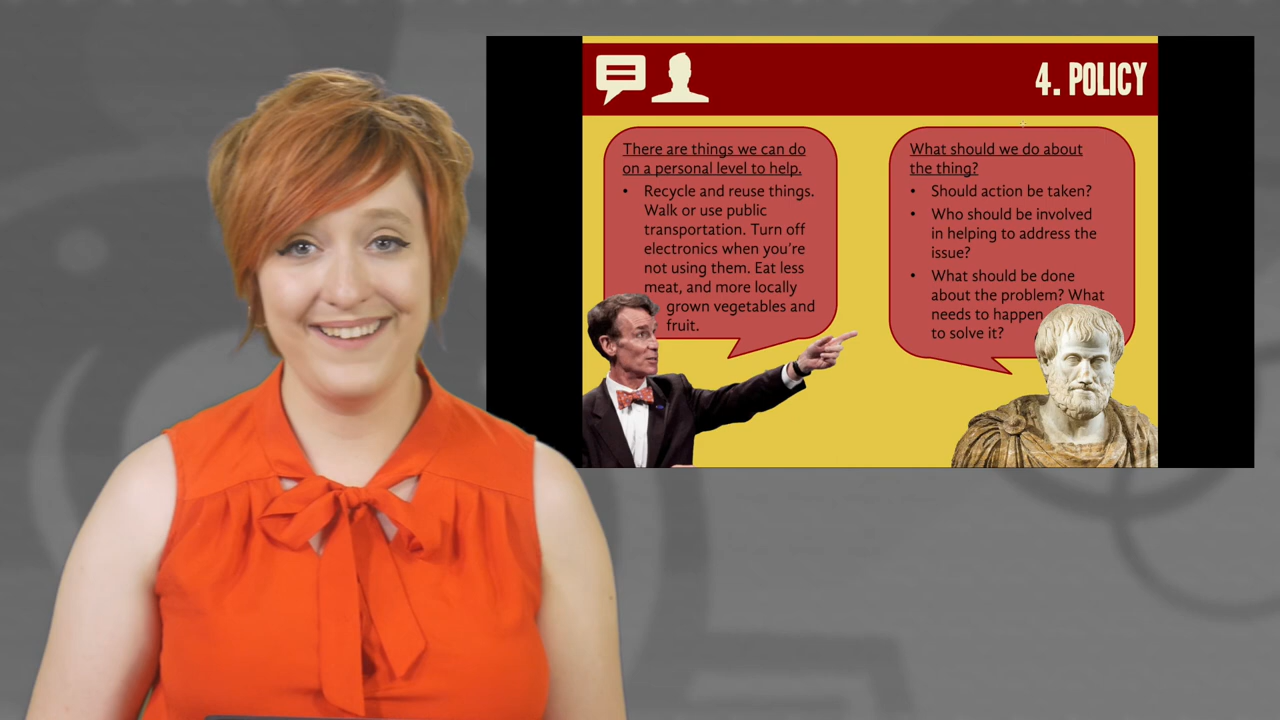 4. POLICY
There are things we can do
on a personal level to help.
• Recycle and reuse things.
Walk or use public
transportation. Turn off
electronics when you're
not using them. Eat less
meat, and more locally
grown vegetables and
fruit.
What should we do about
the thing?
• Should action be taken?
• Who should be involved
in helping to address the
issue?
• What should be done
about the problem? What
needs to happen
to solve it?